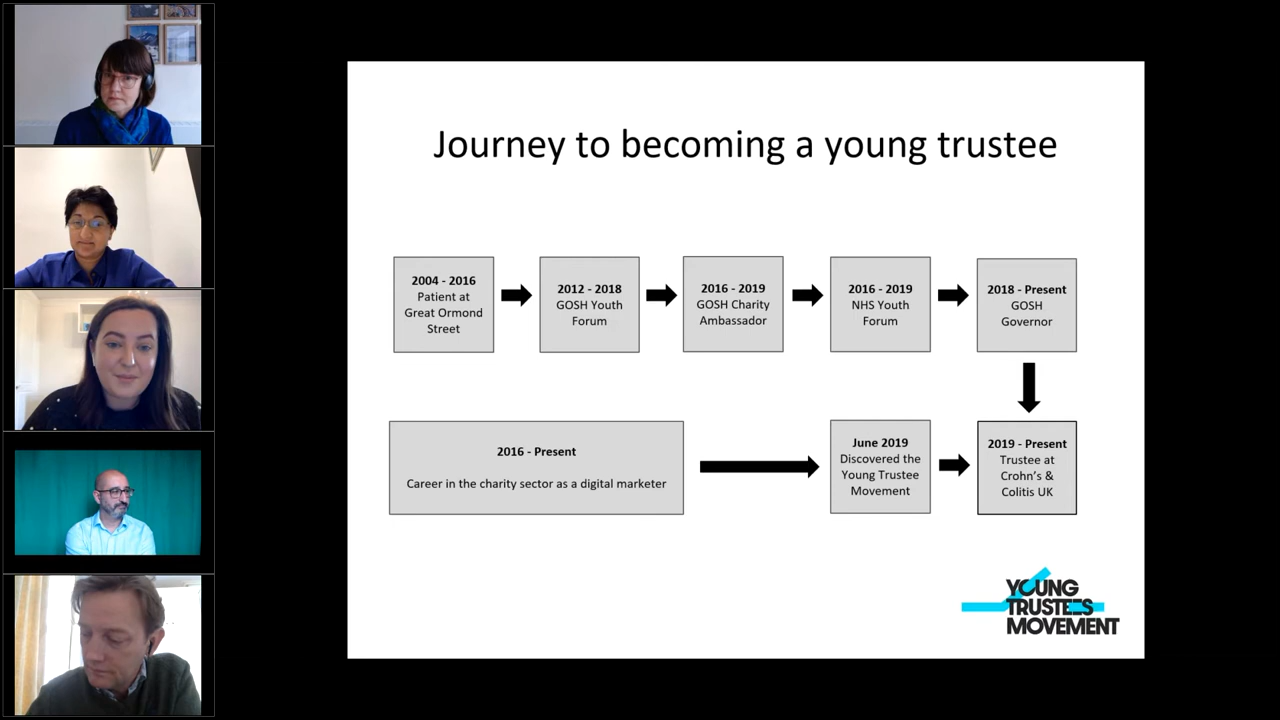 Journey to becoming a young trustee
2004 - 2016
Patient at
Great Ormond
Street
2012 - 2018
GOSH Youth
Forum
2016 - 2019
GOSH Charity
Ambassador
2016 - 2019
NHS Youth
Forum
2018 - Present
GOSH
Governor
2016 - Present
Career in the charity sector as a digital marketer
June 2019
Discovered the
Young Trustee
Movement
2019 - Present
Trustee at
Crohn's &
Colitis UK
YOUNG
TRUSTEES
MOVEMENT